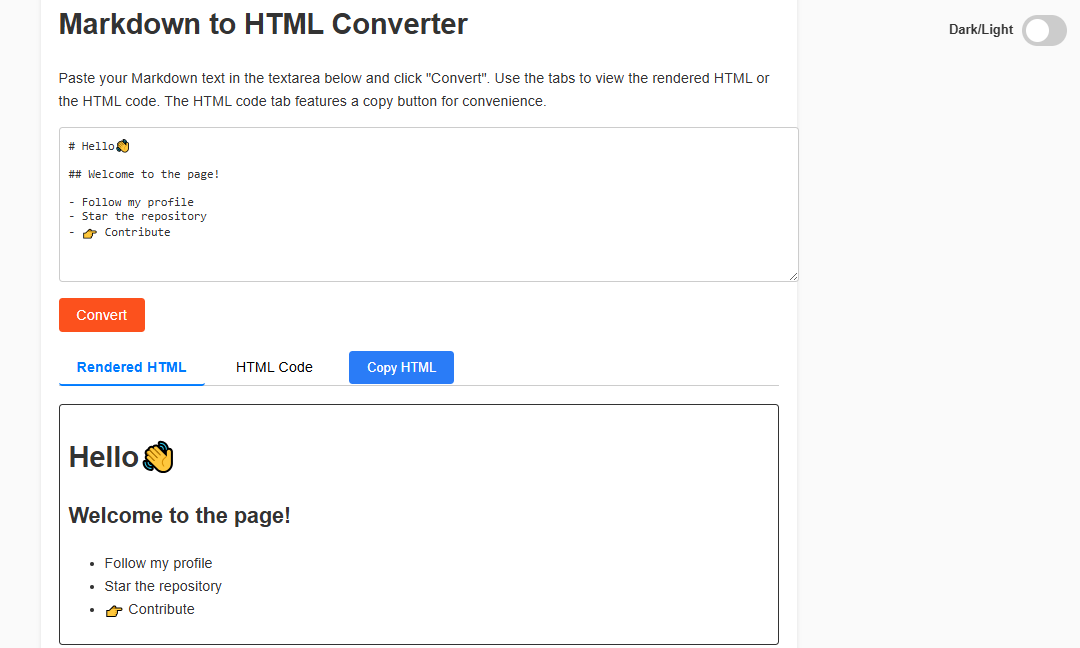 Markdown to HTML Converter
Dark/Light
Paste your Markdown text in the textarea below and click "Convert". Use the tabs to view the rendered HTML or
the HTML code. The HTML code tab features a copy button for convenience.
# Hello👋
## Welcome to the page!
- Follow my profile
- Star the repository
- 👉 Contribute
Convert
Rendered HTML
HTML Code
Copy HTML
Hello👋
Welcome to the page!
• Follow my profile
• Star the repository
• 👉 Contribute